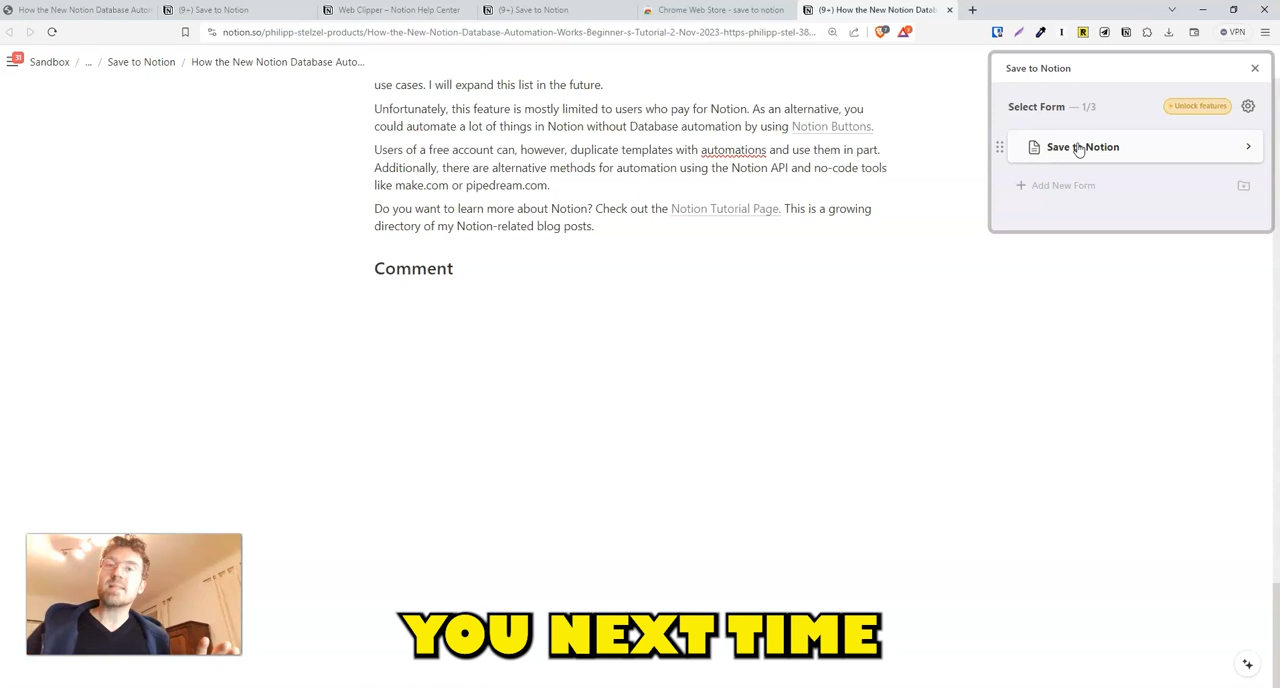 How the New Notion Database Auton
(9+) Save to Notion
Web Clipper – Notion Help Center
(9+) Save to Notion
Chrome Web Store - save to notion
(9+) How the New Notion Datab
notion.so/philipp-stelzel-products/How-the-New-Notion-Database-Automation-Works-Beginner-s-Tutorial-2-Nov-2023-https-philipp-stel-38...
VPN
31
Sandbox / ... / Save to Notion / How the New Notion Database Auto...
use cases. I will expand this list in the future.
Unfortunately, this feature is mostly limited to users who pay for Notion. As an alternative, you
could automate a lot of things in Notion without Database automation by using Notion Buttons.
Users of a free account can, however, duplicate templates with automations and use them in part.
Additionally, there are alternative methods for automation using the Notion API and no-code tools
like make.com or pipedream.com.
Do you want to learn more about Notion? Check out the Notion Tutorial Page. This is a growing
directory of my Notion-related blog posts.
Comment
Save to Notion
Select Form — 1/3
Unlock features
Save to Notion
Add New Form
YOU NEXT TIME